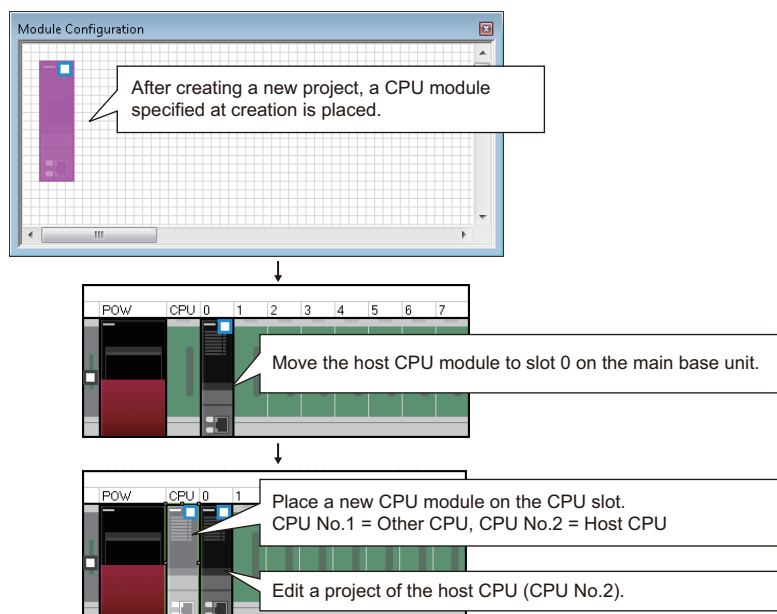 Module Configuration
After creating a new project, a CPU module
specified at creation is placed.
POW CPU 0 1 2 3 4 5 6 7
Move the host CPU module to slot 0 on the main base unit.
POW CPU 0 1
Place a new CPU module on the CPU slot.
CPU No.1 = Other CPU, CPU No.2 = Host CPU
Edit a project of the host CPU (CPU No.2).